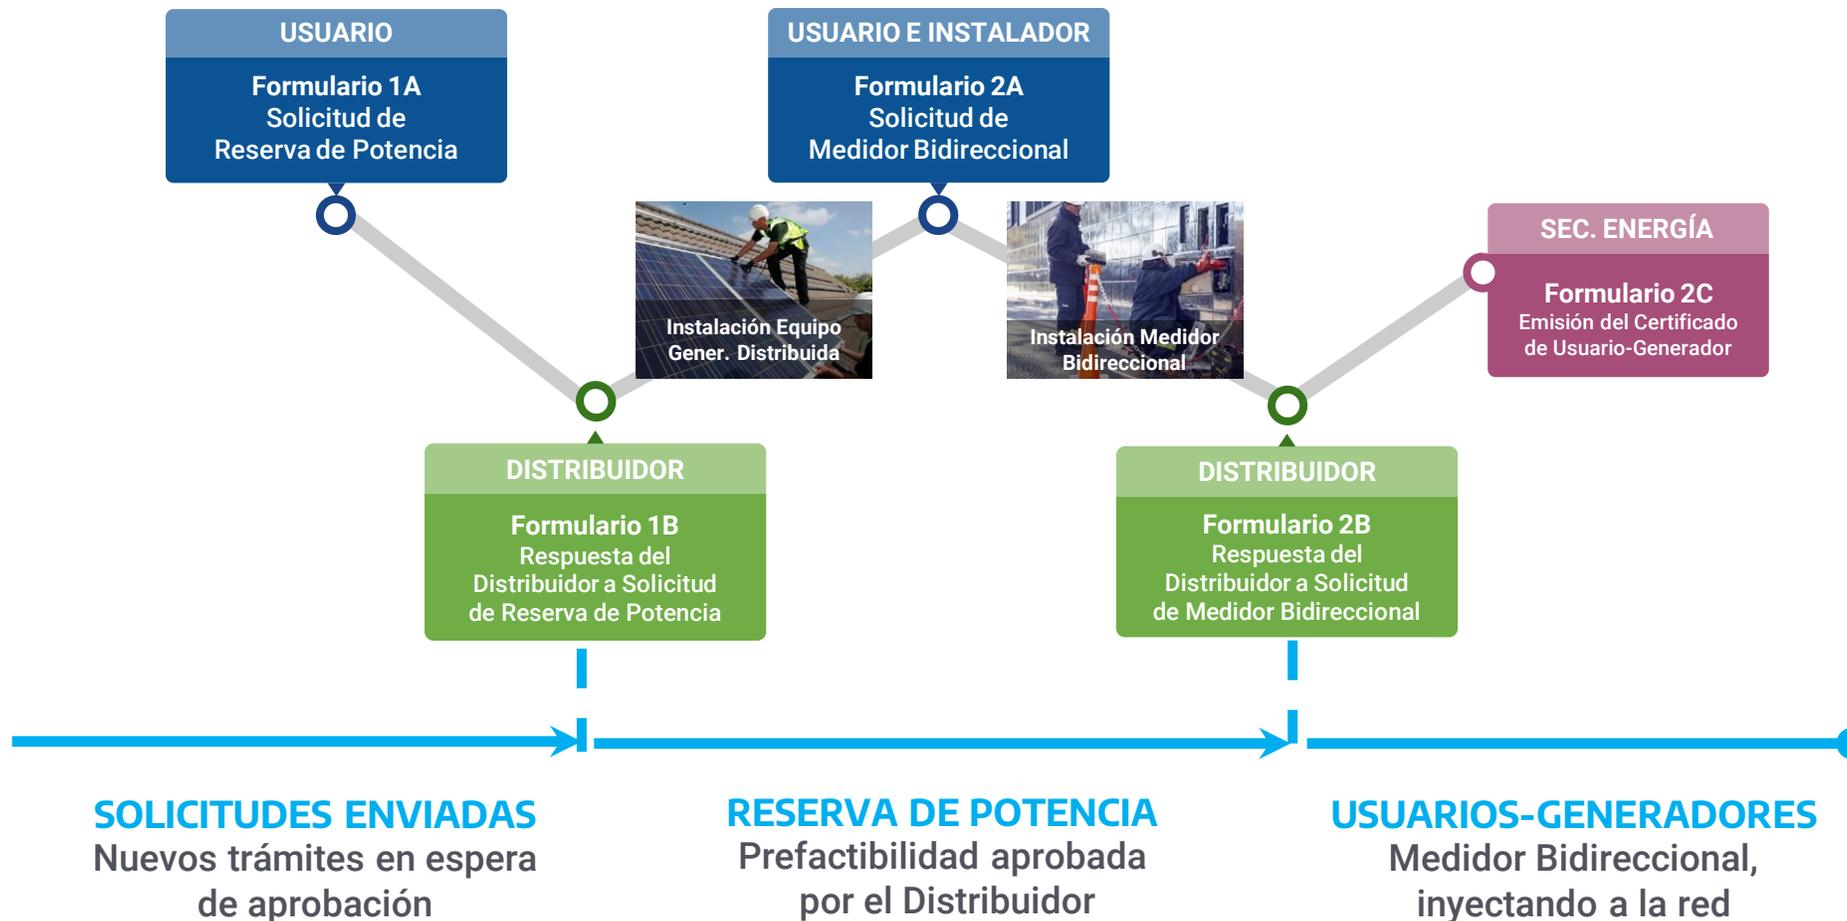 USUARIO
Formulario 1A
Solicitud de
Reserva de Potencia
USUARIO E INSTALADOR
Formulario 2A
Solicitud de
Medidor Bidireccional
Instalación Equipo
Gener. Distribuida
Instalación Medidor
Bidireccional
SEC. ENERGÍA
Formulario 2C
Emisión del Certificado
de Usuario-Generador
DISTRIBUIDOR
Formulario 1B
Respuesta del
Distribuidor a Solicitud
de Reserva de Potencia
DISTRIBUIDOR
Formulario 2B
Respuesta del
Distribuidor a Solicitud
de Medidor Bidireccional
SOLICITUDES ENVIADAS
Nuevos trámites en espera
de aprobación
RESERVA DE POTENCIA
Prefactibilidad aprobada
por el Distribuidor
USUARIOS-GENERADORES
Medidor Bidireccional,
inyectando a la red